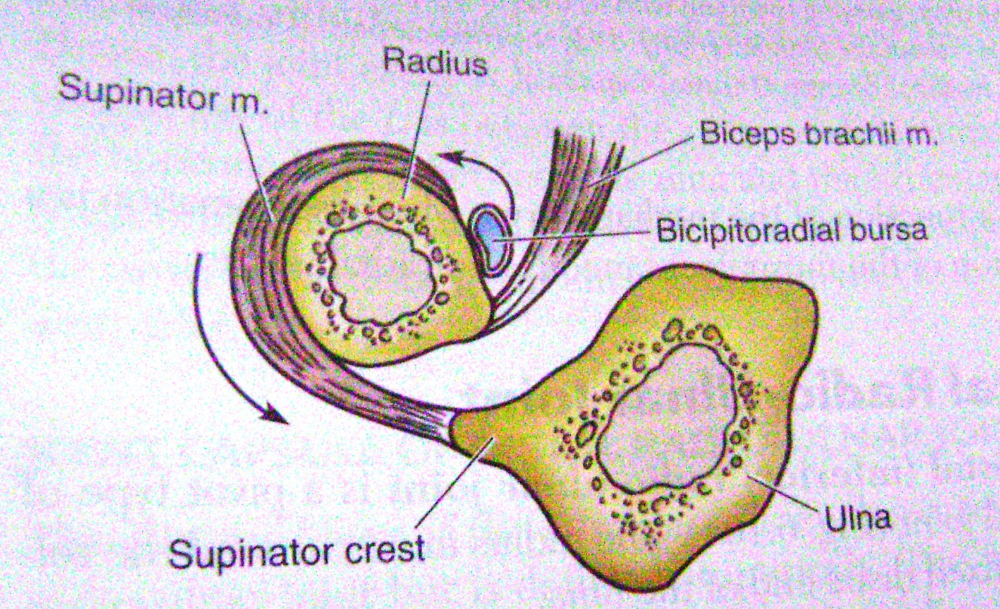 Radius
Supinator m.
Biceps brachii m.
Bicipitoradial bursa
Ulna
Supinator crest